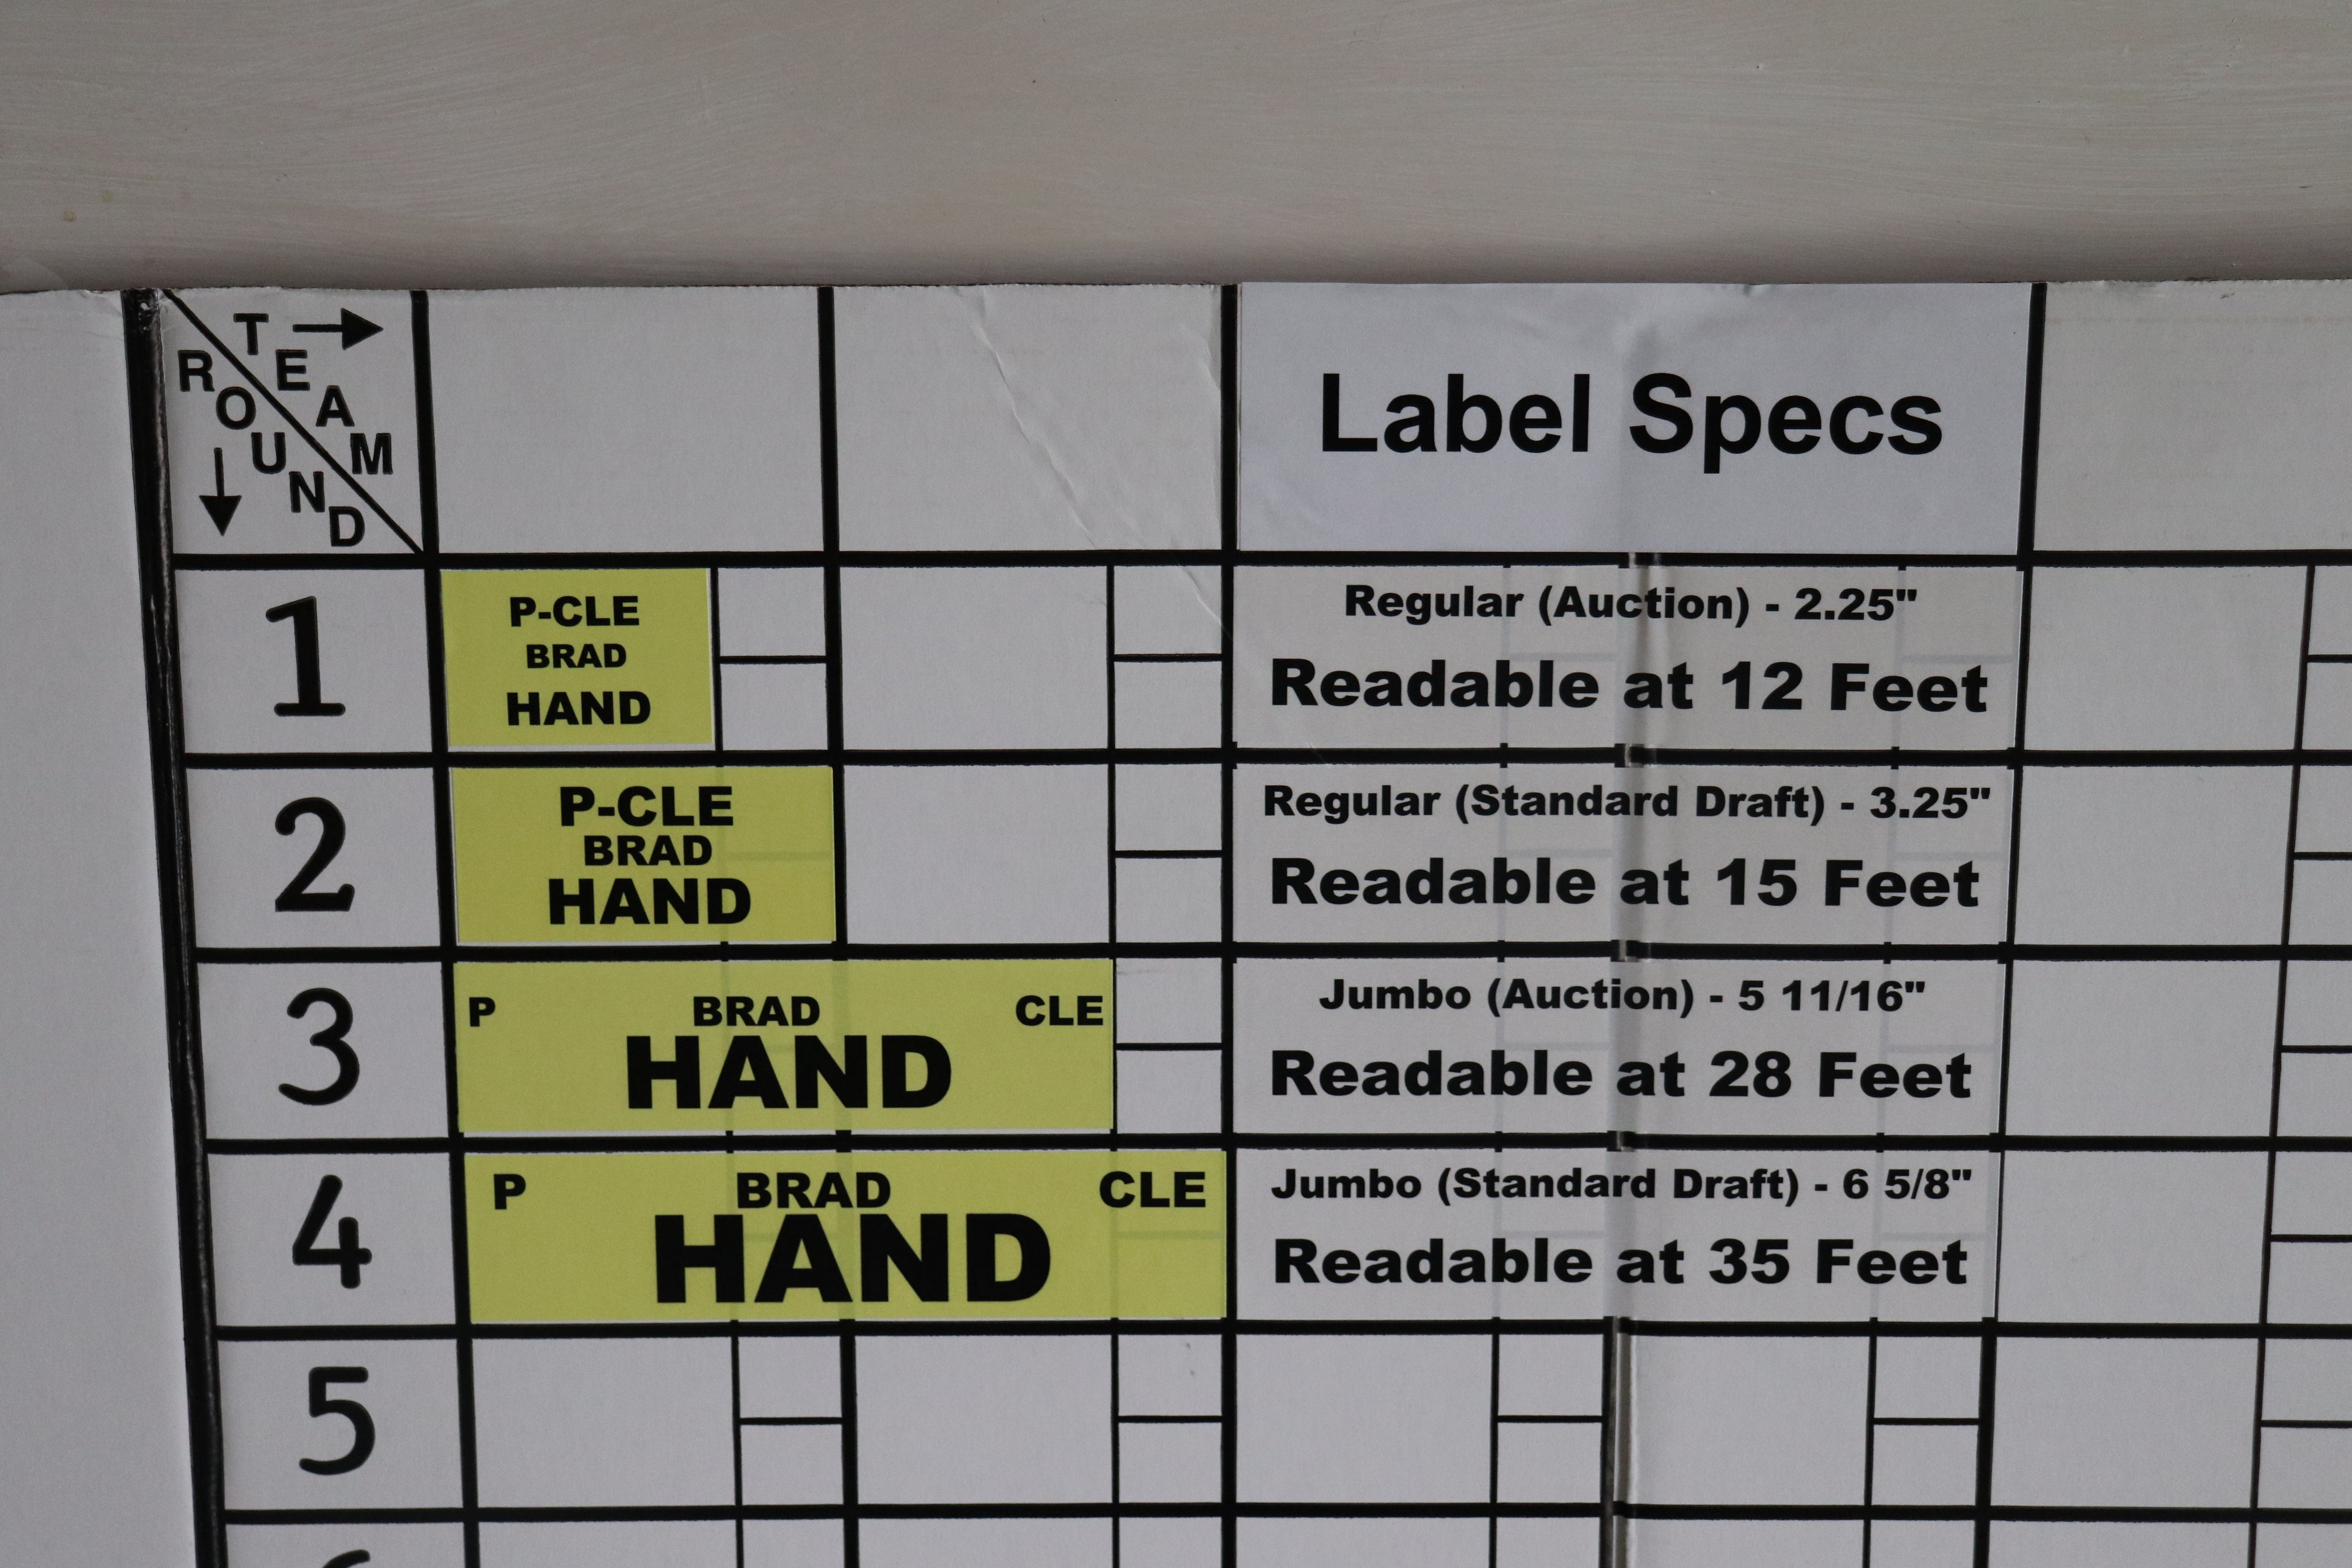 TEAM
ROUND
Label Specs
1
P-CLE
BRAD
HAND
Regular (Auction) - 2.25"
Readable at 12 Feet
2
P-CLE
BRAD
HAND
Regular (Standard Draft) - 3.25"
Readable at 15 Feet
3
P BRAD CLE
HAND
Jumbo (Auction) - 5 11/16"
Readable at 28 Feet
4
P BRAD CLE
HAND
Jumbo (Standard Draft) - 6 5/8"
Readable at 35 Feet
5